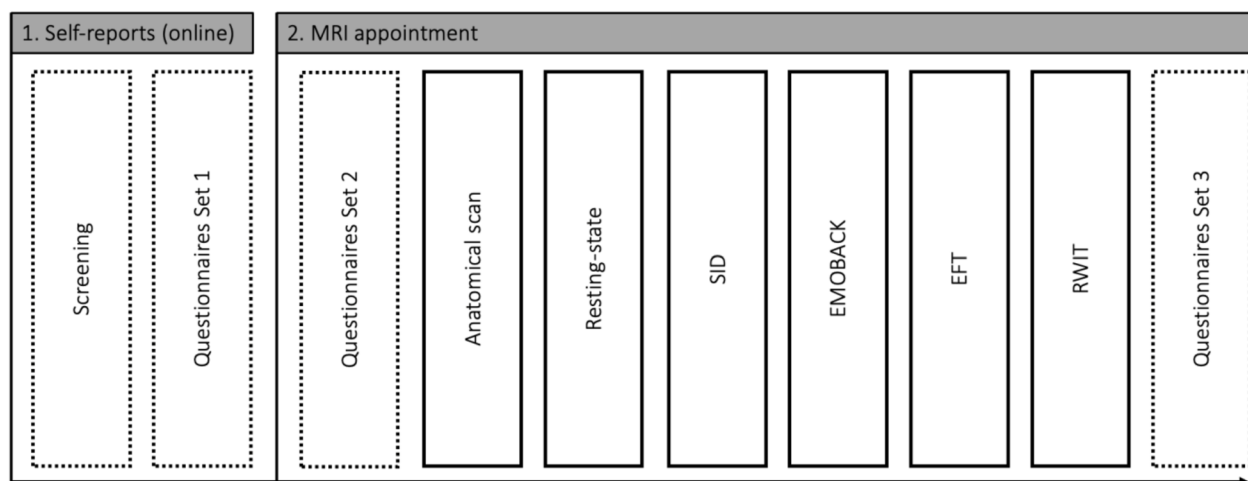 1. Self-reports (online)
2. MRI appointment
Screening
Questionnaires Set 1
Questionnaires Set 2
Anatomical scan
Resting-state
SID
EMOBACK
EFT
RWIT
Questionnaires Set 3